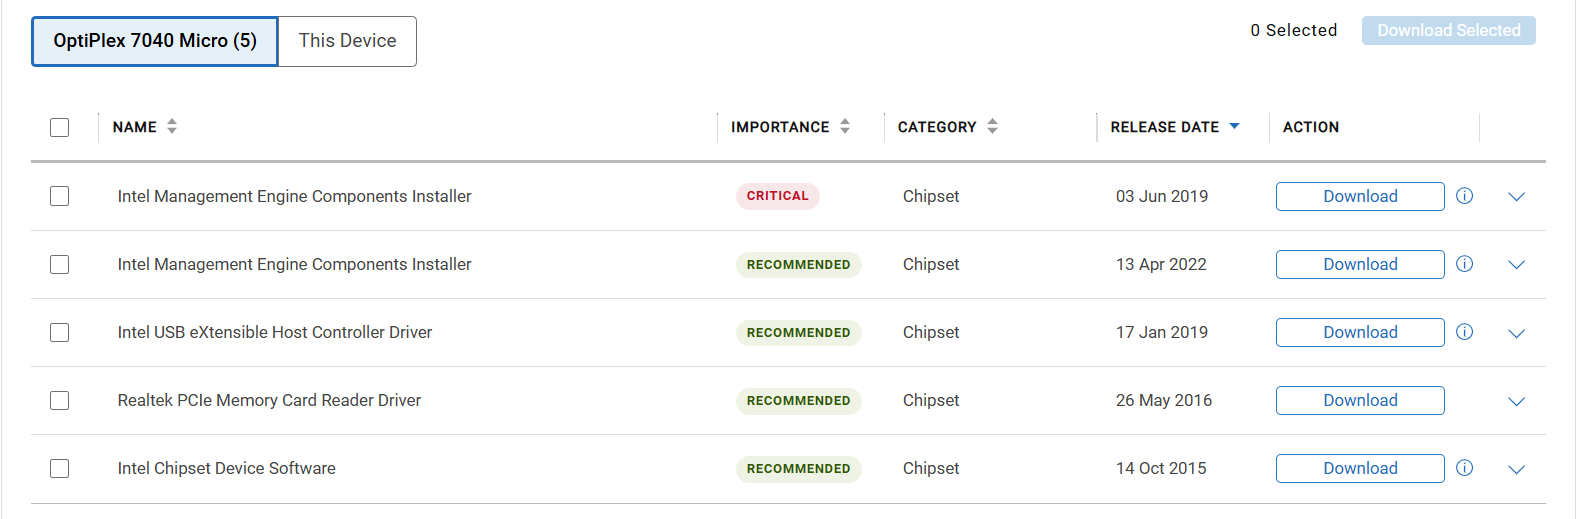 OptiPlex 7040 Micro (5) This Device 0 Selected Download Selected
NAME IMPORTANCE CATEGORY RELEASE DATE ACTION
Intel Management Engine Components Installer CRITICAL Chipset 03 Jun 2019 Download
Intel Management Engine Components Installer RECOMMENDED Chipset 13 Apr 2022 Download
Intel USB eXtensible Host Controller Driver RECOMMENDED Chipset 17 Jan 2019 Download
Realtek PCIe Memory Card Reader Driver RECOMMENDED Chipset 26 May 2016 Download
Intel Chipset Device Software RECOMMENDED Chipset 14 Oct 2015 Download